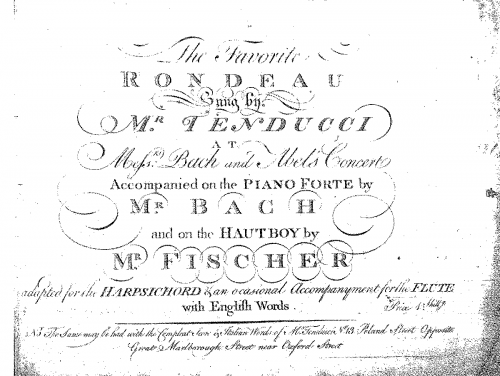 The Favorite
RONDEAU
Sung by
MR TENDUCCI
AT
Messrs Bach and Abel's Concert
Accompanied on the PIANO FORTE by
MR BACH
and on the HAUTBOY by
MR FISCHER
adapted for the HARPSICHORD & an ocasional Accompanyment for the FLUTE
with English Words.
Price
NB The Same may be had with the Compleat Score & Italian Words of Mr Tenducci No 13 Poland Street Opposite
Great Marlborough Street near Oxford Street